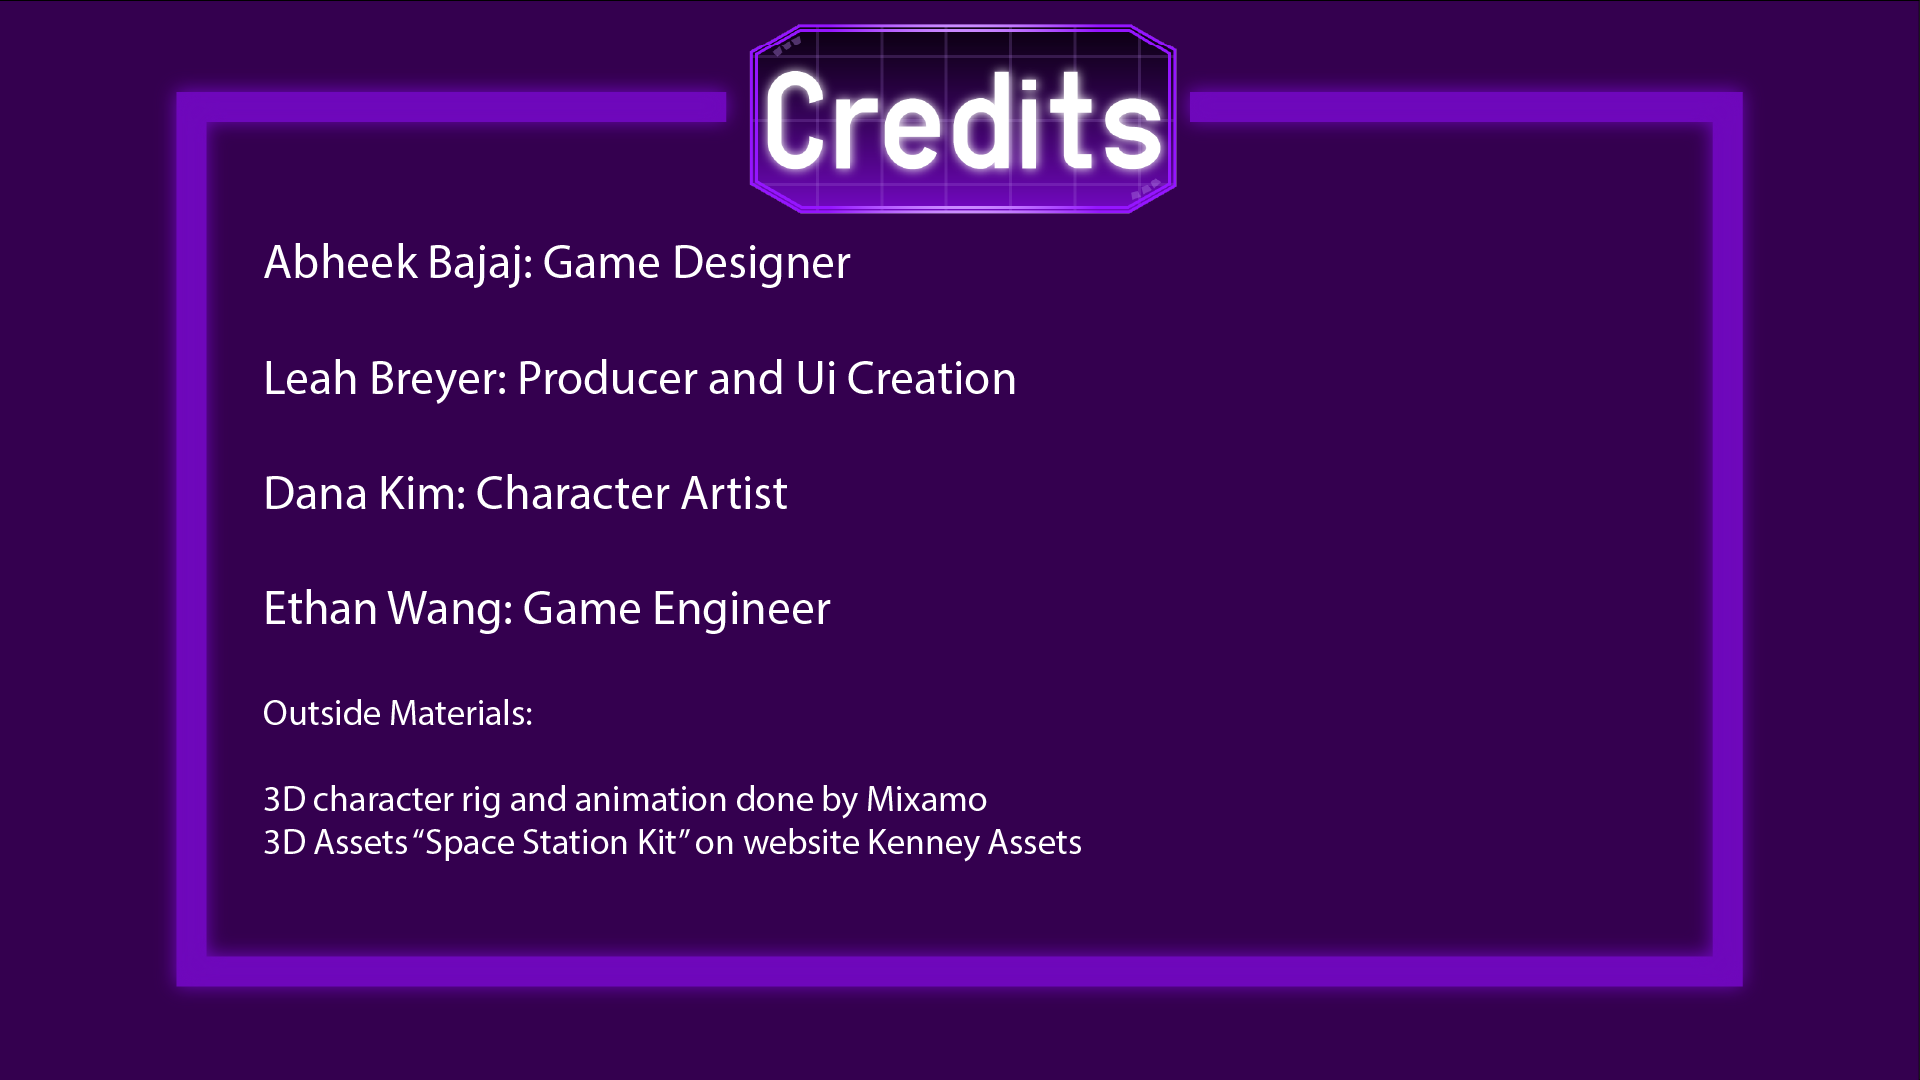 Credits
Abheek Bajaj: Game Designer
Leah Breyer: Producer and Ui Creation
Dana Kim: Character Artist
Ethan Wang: Game Engineer
Outside Materials:
3D character rig and animation done by Mixamo
3D Assets “Space Station Kit” on website Kenney Assets